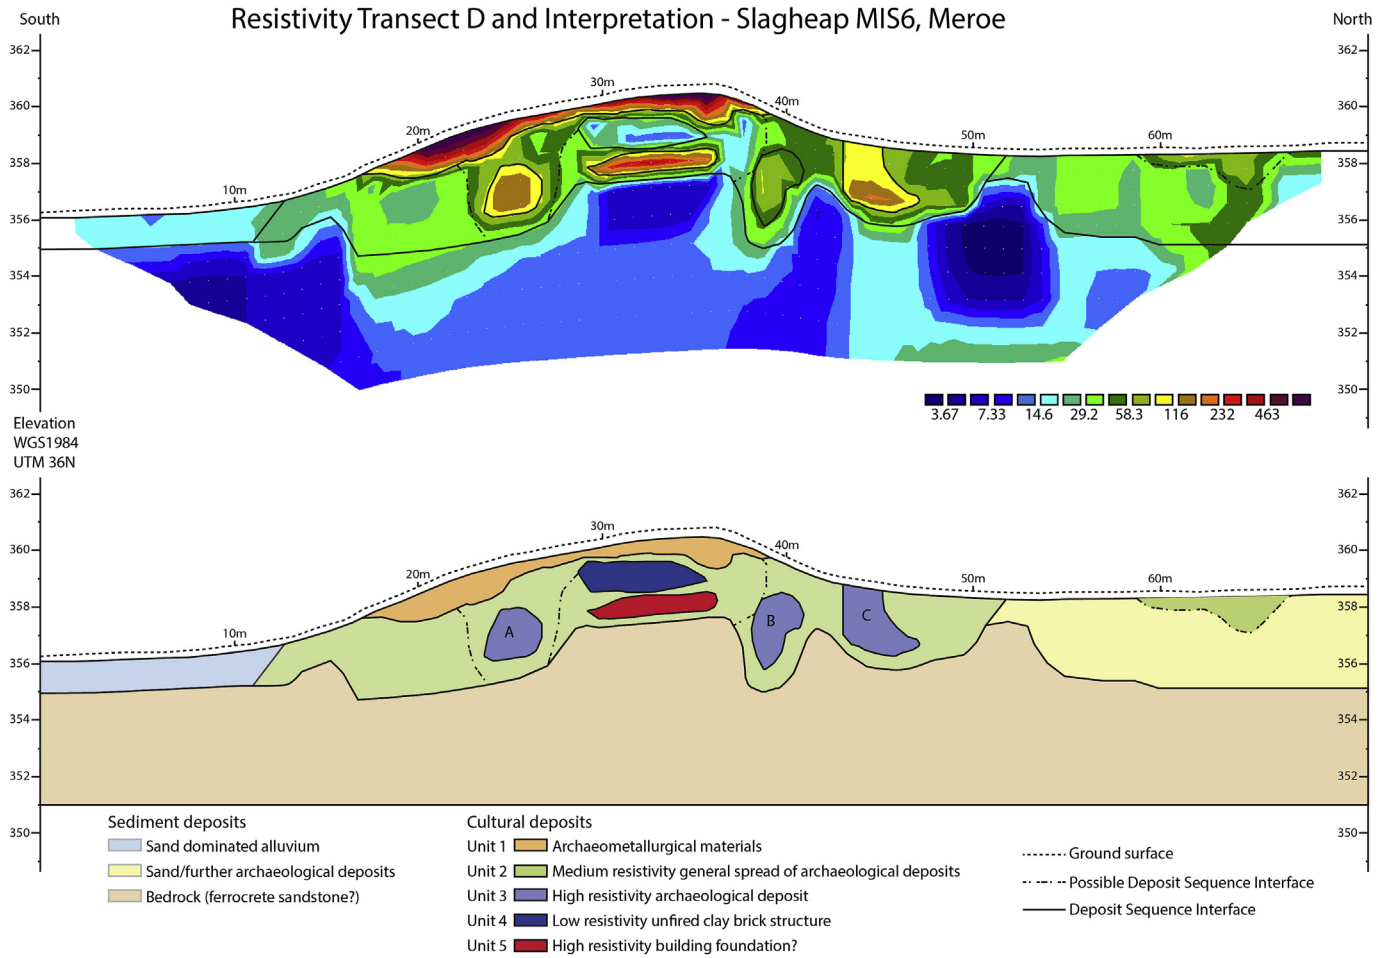 Resistivity Transect D and Interpretation - Slagheap MIS6, Meroe
South
North
362
362
360
360
358
358
356
356
354
354
352
352
350
350
10m
20m
30m
40m
50m
60m
3.67 7.33 14.6 29.2 58.3 116 232 463
Elevation
WGS1984
UTM 36N
362
362
360
360
358
358
356
356
354
354
352
352
350
350
10m
20m
30m
40m
50m
60m
A
B
C
Sediment deposits
Sand dominated alluvium
Sand/further archaeological deposits
Bedrock (ferrocrete sandstone?)
Cultural deposits
Unit 1 Archaeometallurgical materials
Unit 2 Medium resistivity general spread of archaeological deposits
Unit 3 High resistivity archaeological deposit
Unit 4 Low resistivity unfired clay brick structure
Unit 5 High resistivity building foundation?
Ground surface
Possible Deposit Sequence Interface
Deposit Sequence Interface